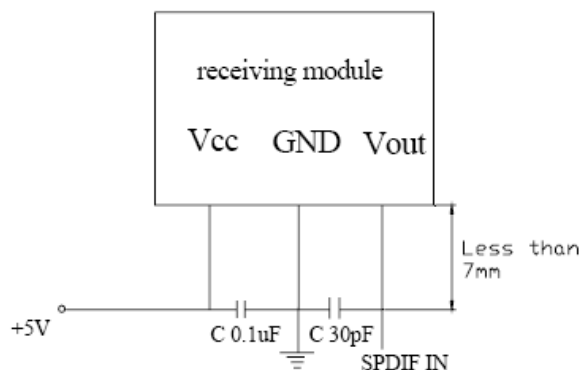 receiving module
Vcc GND Vout
Less than
7mm
+5V
C 0.1uF C 30pF
SPDIF IN